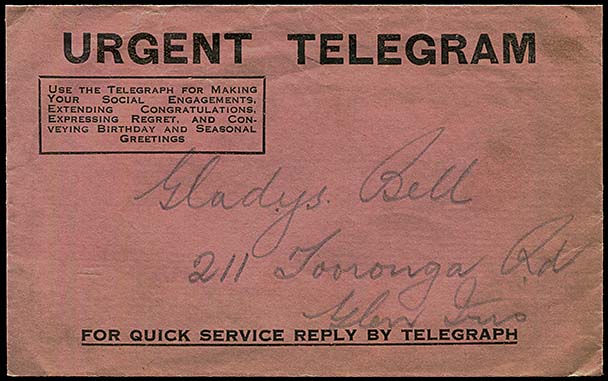 URGENT TELEGRAM
USE THE TELEGRAPH FOR MAKING
YOUR SOCIAL ENGAGEMENTS,
EXTENDING CONGRATULATIONS,
EXPRESSING REGRET, AND CON-
VEYING BIRTHDAY AND SEASONAL
GREETINGS
Gladys. Bell
211 Tooronga Rd
Glen Iris
FOR QUICK SERVICE REPLY BY TELEGRAPH